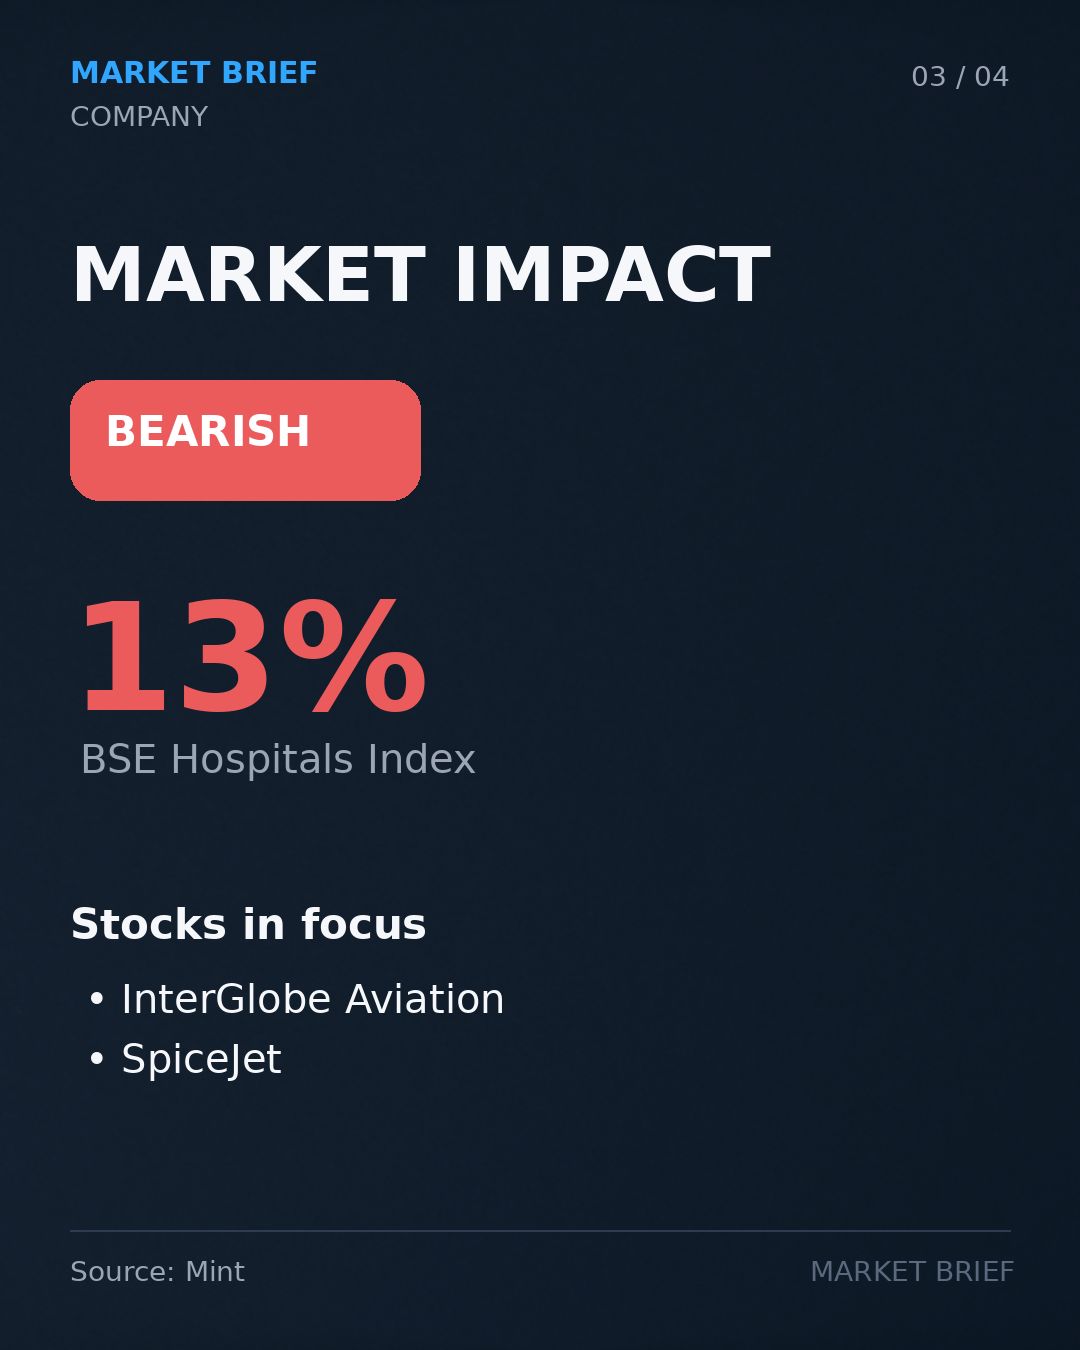 MARKET BRIEF
COMPANY
03 / 04
MARKET IMPACT
BEARISH
13%
BSE Hospitals Index
Stocks in focus
• InterGlobe Aviation
• SpiceJet
Source: Mint
MARKET BRIEF